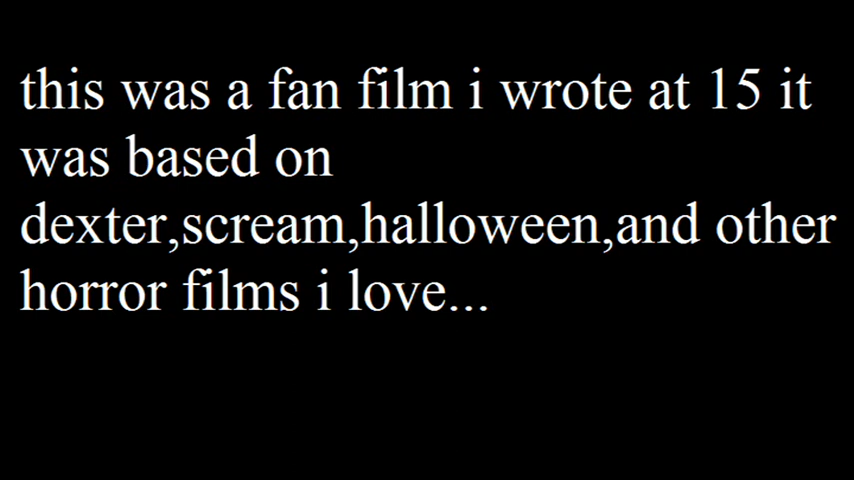 this was a fan film i wrote at 15 it
was based on
dexter,scream,halloween,and other
horror films i love...